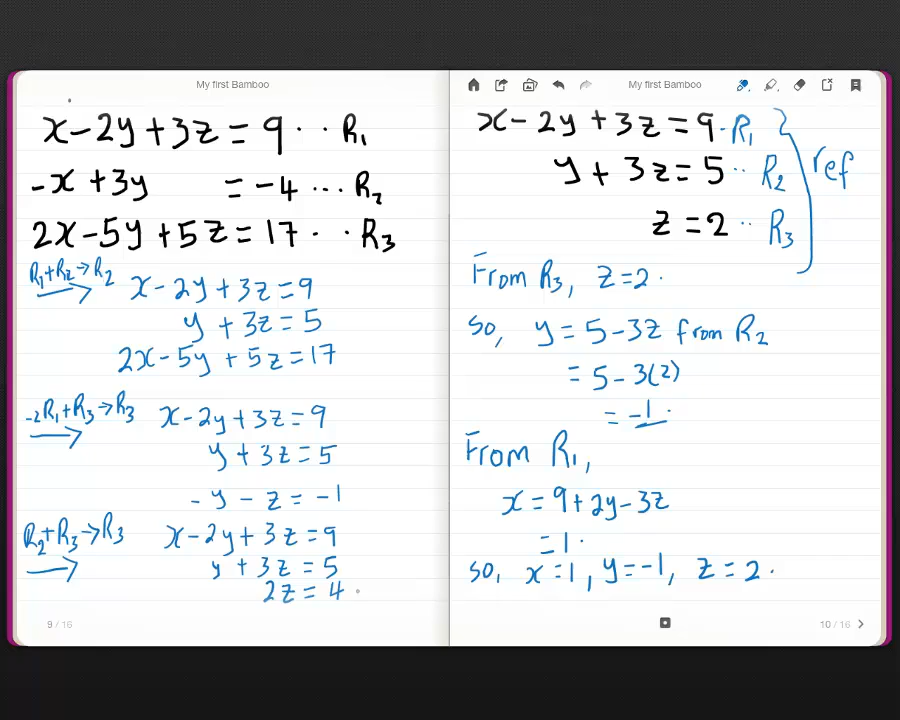 My first Bamboo
x - 2y + 3z = 9 ·· R₁
-x + 3y = -4 ... R₂
2x - 5y + 5z = 17 · ·· R₃
R₁+R₂→R₂
x - 2y + 3z = 9
y + 3z = 5
2x - 5y + 5z = 17
-2R₁+R₃→R₃
x - 2y + 3z = 9
y + 3z = 5
-y - z = -1
R₂+R₃→R₃
x - 2y + 3z = 9
y + 3z = 5
2z = 4
9 / 16
My first Bamboo
x - 2y + 3z = 9 ·· R₁
y + 3z = 5 ·· R₂
z = 2 ·· R₃
ref
From R₃, z = 2.
so, y = 5 - 3z from R₂
= 5 - 3(2)
= -1.
From R₁,
x = 9 + 2y - 3z
= 1.
so, x = 1, y = -1, z = 2.
10 / 16